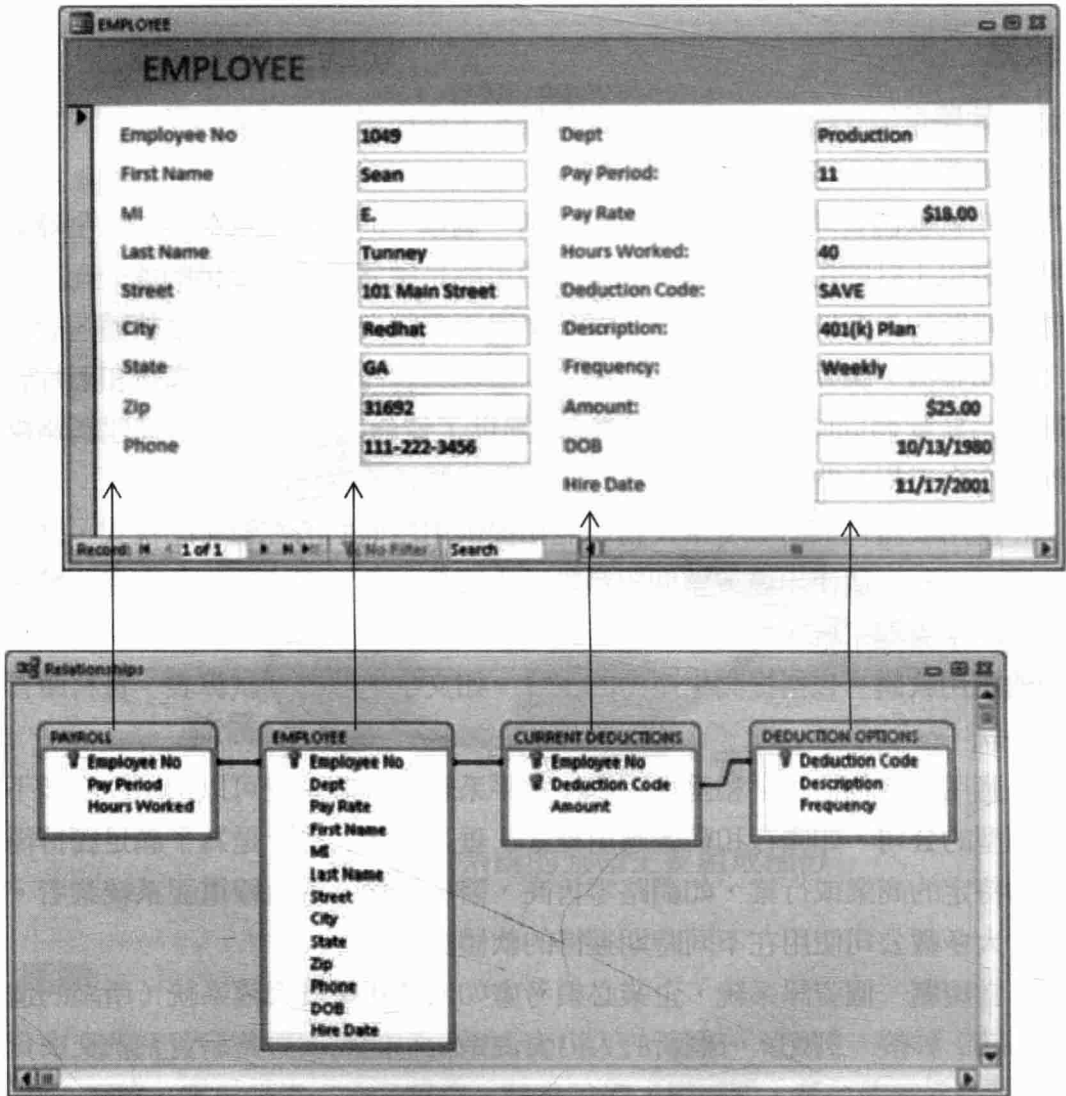 EMPLOYEE
EMPLOYEE
Employee No 1049 Dept Production
First Name Sean Pay Period: 11
MI E. Pay Rate $18.00
Last Name Tunney Hours Worked: 40
Street 101 Main Street Deduction Code: SAVE
City Redhat Description: 401(k) Plan
State GA Frequency: Weekly
Zip 31692 Amount: $25.00
Phone 111-222-3456 DOB 10/13/1980
Hire Date 11/17/2001
Record: 1 of 1 No Filter Search
Relationships
PAYROLL
Employee No
Pay Period
Hours Worked
EMPLOYEE
Employee No
Dept
Pay Rate
First Name
MI
Last Name
Street
City
State
Zip
Phone
DOB
Hire Date
CURRENT DEDUCTIONS
Employee No
Deduction Code
Amount
DEDUCTION OPTIONS
Deduction Code
Description
Frequency